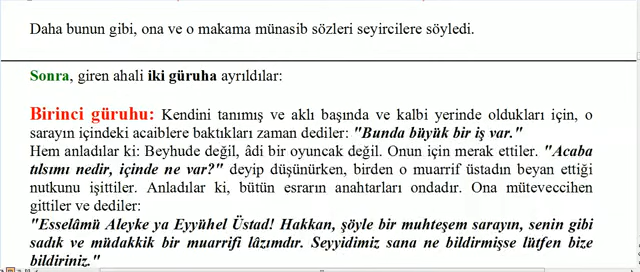 Daha bunun gibi, ona ve o makama münasib sözleri seyircilere söyledi.
Sonra, giren ahali iki güruha ayrıldılar:
Birinci güruhu: Kendini tanımış ve aklı başında ve kalbi yerinde oldukları için, o
sarayın içindeki acaiblere baktıkları zaman dediler: "Bunda büyük bir iş var."
Hem anladılar ki: Beyhude değil, âdi bir oyuncak değil. Onun için merak ettiler. "Acaba
tılsımı nedir, içinde ne var?" deyip düşünürken, birden o muarrif üstadın beyan ettiği
nutkunu işittiler. Anladılar ki, bütün esrarın anahtarları ondadır. Ona müteveccihen
gittiler ve dediler:
"Esselâmü Aleyke ya Eyyühel Üstad! Hakkan, şöyle bir muhteşem sarayın, senin gibi
sadık ve müdakkik bir muarrifi lâzımdır. Seyyidimiz sana ne bildirmişse lütfen bize
bildiriniz."